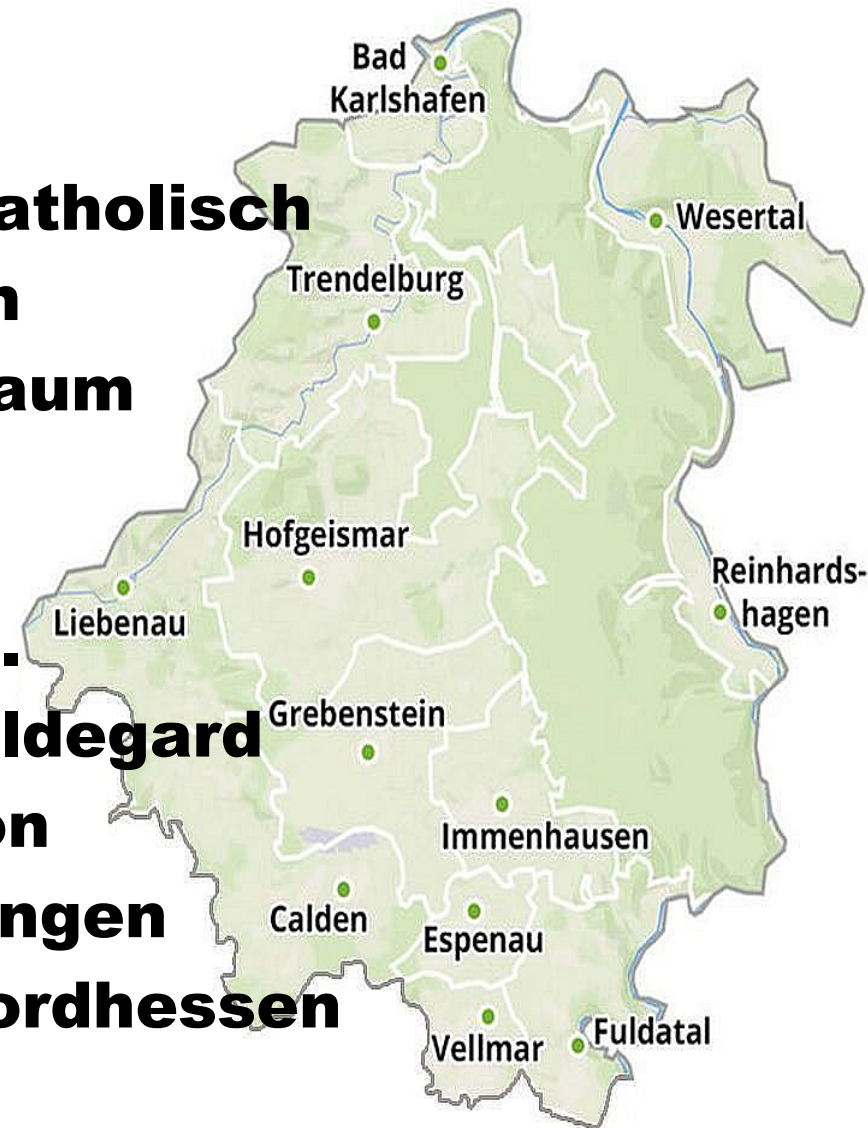 Bad
Karlshafen
atholisch
Wesertal
n
Trendelburg
aum
Hofgeismar
Reinhards-
hagen
Liebenau
.
ldegard
Grebenstein
on
Immenhausen
ngen
Calden
Espenau
ordhessen
Vellmar
Fuldatal